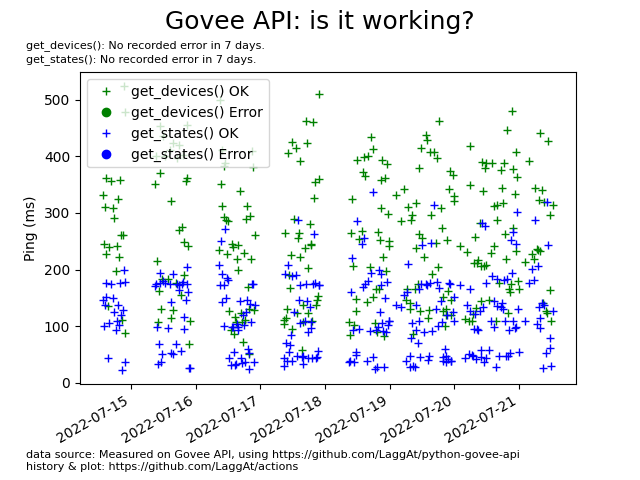 Govee API: is it working?
get_devices(): No recorded error in 7 days.
get_states(): No recorded error in 7 days.
get_devices() OK
get_devices() Error
get_states() OK
get_states() Error
Ping (ms)
500
400
300
200
100
0
2022-07-15
2022-07-16
2022-07-17
2022-07-18
2022-07-19
2022-07-20
2022-07-21
data source: Measured on Govee API, using https://github.com/LaggAt/python-govee-api
history & plot: https://github.com/LaggAt/actions